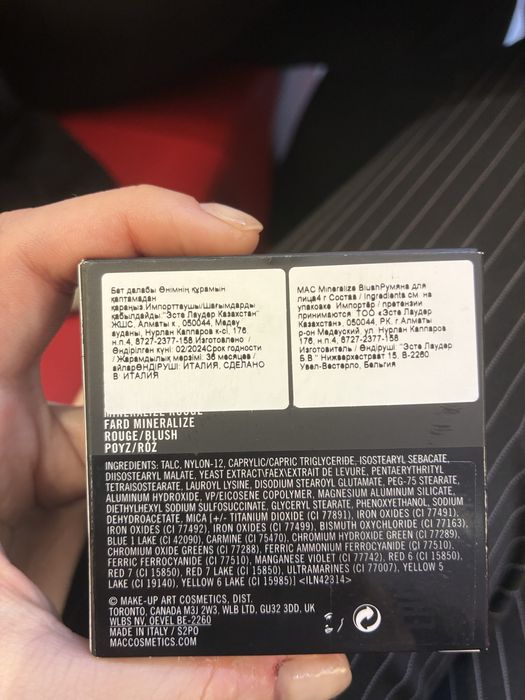 Бет далабы Өнімнің құрамын
қаптамадан
қараңыз Импорттаушы/Шағымдарды
қабылдайды:"Эсте Лаудер Казахстан"
ЖШС, Алматы к., 050044, Медеу
ауданы, Нурлан Каппаров к-сі, 176,
н.п.4, 8727-2377-158 Изготовлено /
Өндірілген күні: 02/2024Срок годности
/ Жарамдылық мерзімі: 36 месяцев /
айларӨНДІРУШІ: ИТАЛИЯ, СДЕЛАНО
В ИТАЛИЯ
MAC Mineralize BlushРумяна для
лица4 г Состав / Ingredients см. на
упаковке Импортёр / претензии
принимаются: ТОО «Эсте Лаудер
Казахстан», 050044, РК, г Алматы
р-он Медеуский, ул. Нурлан Каппаров
176, н.п.4, 8727-2377-158
Изготовитель / Өндіруші: "Эсте Лаудер
Б.В." Нижверхестраат 15, В-2260
Увел-Вестерло, Бельгия
MINERALIZE ROUGE
FARD MINERALIZE
ROUGE/BLUSH
ΡΟΥΖ/RÓŻ
INGREDIENTS: TALC, NYLON-12, CAPRYLIC/CAPRIC TRIGLYCERIDE, ISOSTEARYL SEBACATE,
DIISOSTEARYL MALATE, YEAST EXTRACT\FAEX\EXTRAIT DE LEVURE, PENTAERYTHRITYL
TETRAISOSTEARATE, LAUROYL LYSINE, DISODIUM STEAROYL GLUTAMATE, PEG-75 STEARATE,
ALUMINUM HYDROXIDE, VP/EICOSENE COPOLYMER, MAGNESIUM ALUMINUM SILICATE,
DIETHYLHEXYL SODIUM SULFOSUCCINATE, GLYCERYL STEARATE, PHENOXYETHANOL, SODIUM
DEHYDROACETATE, MICA [+/- TITANIUM DIOXIDE (CI 77891), IRON OXIDES (CI 77491),
IRON OXIDES (CI 77492), IRON OXIDES (CI 77499), BISMUTH OXYCHLORIDE (CI 77163),
BLUE 1 LAKE (CI 42090), CARMINE (CI 75470), CHROMIUM HYDROXIDE GREEN (CI 77289),
CHROMIUM OXIDE GREENS (CI 77288), FERRIC AMMONIUM FERROCYANIDE (CI 77510),
FERRIC FERROCYANIDE (CI 77510), MANGANESE VIOLET (CI 77742), RED 6 (CI 15850),
RED 7 (CI 15850), RED 7 LAKE (CI 15850), ULTRAMARINES (CI 77007), YELLOW 5
LAKE (CI 19140), YELLOW 6 LAKE (CI 15985)] <ILN42314>
© MAKE-UP ART COSMETICS, DIST.
TORONTO, CANADA M3J 2W3, WLB LTD, GU32 3DD, UK
WLBS NV, OEVEL BE-2260
MADE IN ITALY / S2PO
MACCOSMETICS.COM